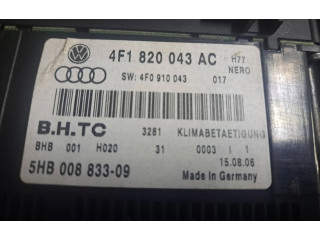 4F1 820 043 AC H77
NERO
SW: 4F0 910 043 017
B.H.TC 3281 KLIMABETAETIGUNG
BHB 001 H020 31 0003 I 1
15.08.06
5HB 008 833-09 Made in Germany